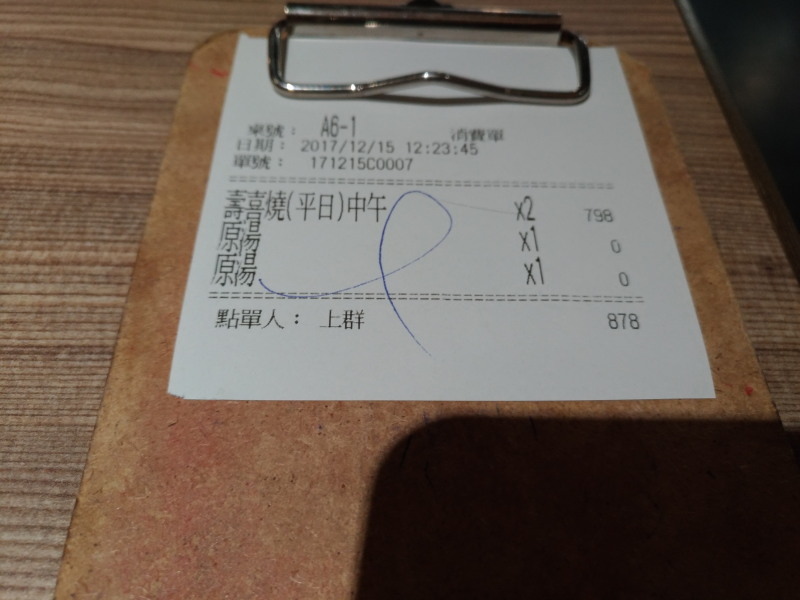 桌號： A6-1 消費單
日期： 2017/12/15 12:23:45
單號： 171215C0007
壽喜燒(平日)中午 x2 798
原湯 x1 0
原湯 x1 0
點單人： 上群 878